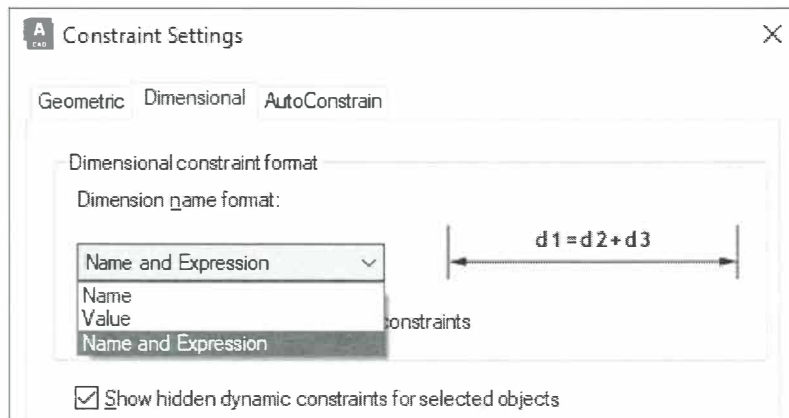 A
CAD
Constraint Settings
Geometric Dimensional AutoConstrain
Dimensional constraint format
Dimension name format:
d1=d2+d3
Name and Expression
Name
Value
constraints
Name and Expression
Show hidden dynamic constraints for selected objects